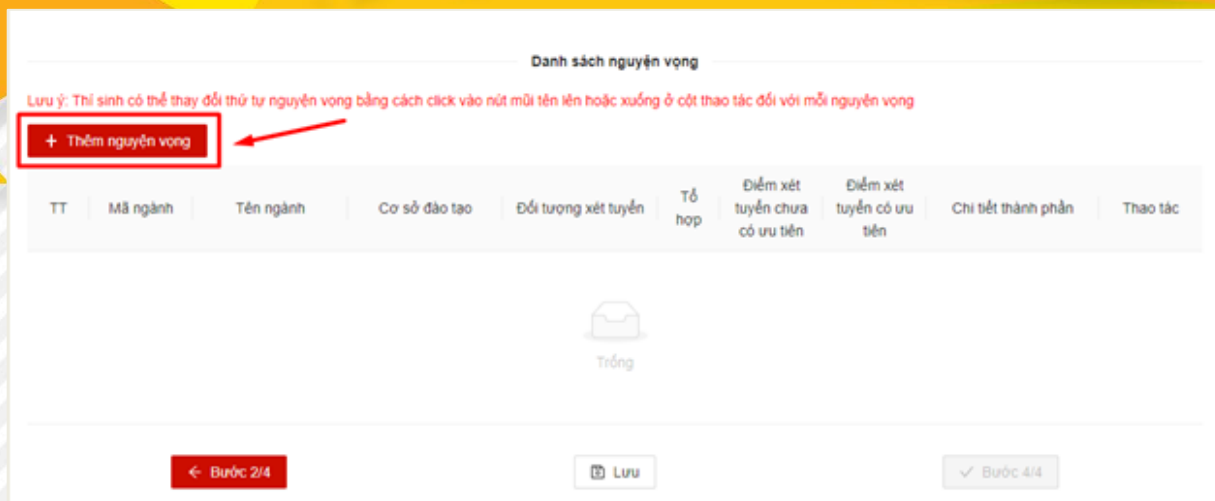 Danh sách nguyện vọng
Lưu ý: Thí sinh có thể thay đổi thứ tự nguyện vọng bằng cách click vào nút mũi tên lên hoặc xuống ở cột thao tác đối với mỗi nguyện vọng
+ Thêm nguyện vọng
TT Mã ngành Tên ngành Cơ sở đào tạo Đối tượng xét tuyển Tổ hợp Điểm xét tuyển chưa có ưu tiên Điểm xét tuyển có ưu tiên Chi tiết thành phần Thao tác
Trống
← Bước 2/4 Lưu ✓ Bước 4/4